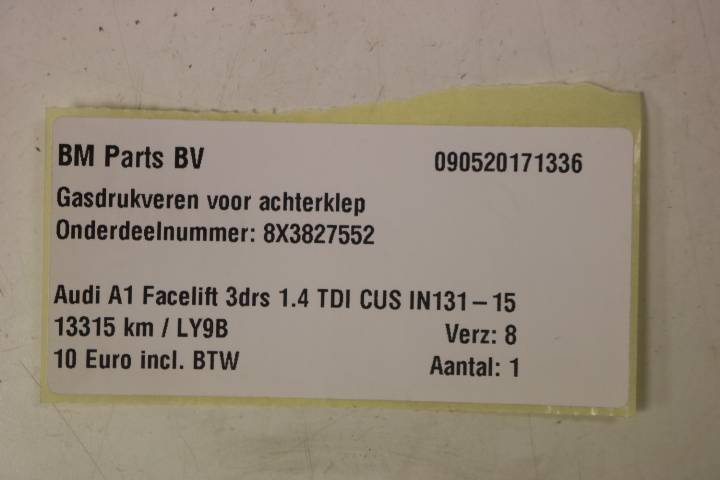 BM Parts BV 090520171336
Gasdrukveren voor achterklep
Onderdeelnummer: 8X3827552
Audi A1 Facelift 3drs 1.4 TDI CUS IN131-15
13315 km / LY9B Verz: 8
10 Euro incl. BTW Aantal: 1